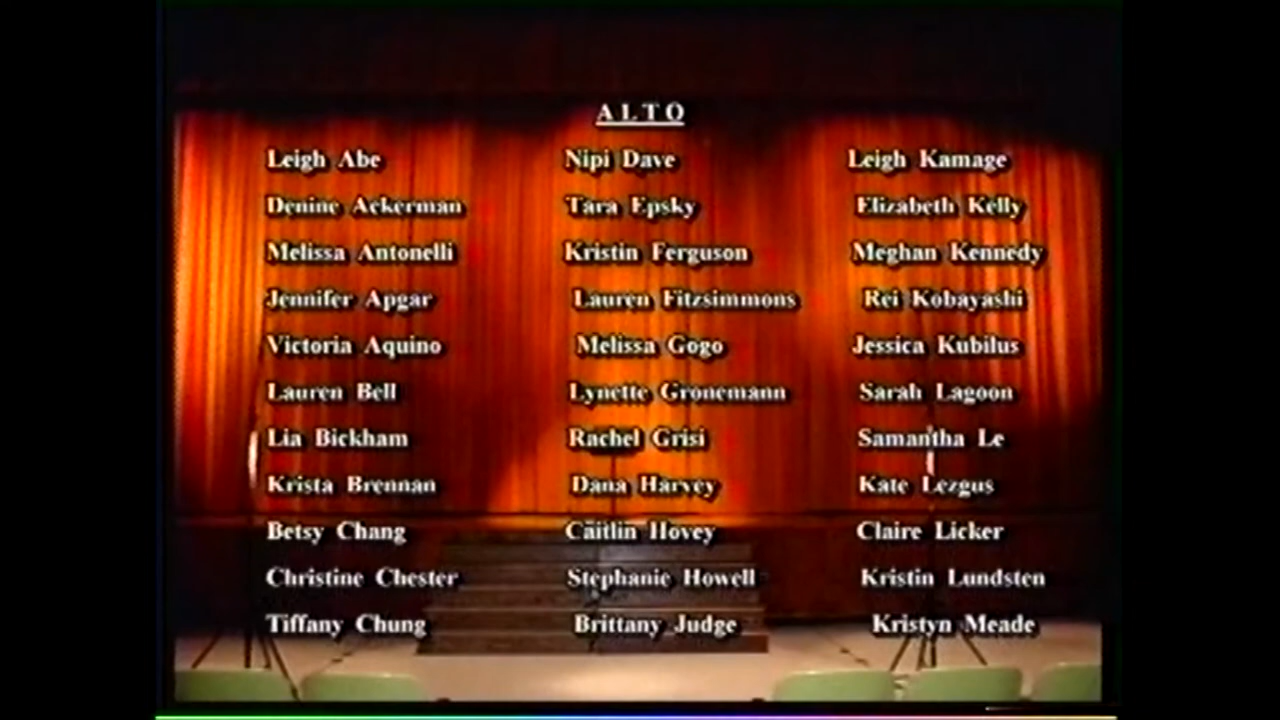 ALTO
Leigh Abe Nipi Dave Leigh Kamage
Denine Ackerman Tara Epsky Elizabeth Kelly
Melissa Antonelli Kristin Ferguson Meghan Kennedy
Jennifer Apgar Lauren Fitzsimmons Rei Kobayashi
Victoria Aquino Melissa Gogo Jessica Kubilus
Lauren Bell Lynette Gronemann Sarah Lagoon
Lia Bickham Rachel Grisi Samantha Le
Krista Brennan Dana Harvey Kate Lezgus
Betsy Chang Caitlin Hovey Claire Licker
Christine Chester Stephanie Howell Kristin Lundsten
Tiffany Chung Brittany Judge Kristyn Meade